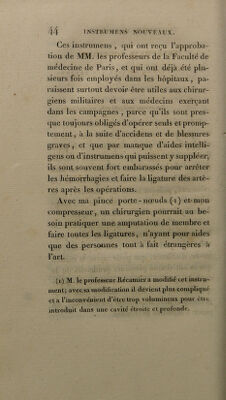 44 INSTRUMENS NOUVEAUX.
Ces instrumens, qui ont reçu l'approba-
tion de MM. les professeurs de la Faculté de
médecine de Paris, et qui ont déjà été plu-
sieurs fois employés dans les hôpitaux, pa-
raissent surtout devoir être utiles aux chirur-
giens militaires et aux médecins exerçant
dans les campagnes, parce qu'ils sont pres-
que toujours obligés d'opérer seuls et promp-
tement, à la suite d'accidens et de blessures
graves, et que par manque d'aides intelli-
gens ou d'instrumens qui puissent y suppléer,
ils sont souvent fort embarassés pour arrêter
les hémorrhagies et faire la ligature des artè-
res après les opérations.
Avec ma pince porte-nœuds (1) et mon
compresseur, un chirurgien pourrait au be-
soin pratiquer une amputation de membre et
faire toutes les ligatures, n'ayant pour aides
que des personnes tout à fait étrangères à
l'art.
(1) M. le professeur Récamier a modifié cet instru-
ment; avec sa modification il devient plus compliqué
et a l'inconvénient d'être trop volumineux pour être
introduit dans une cavité étroite et profonde.